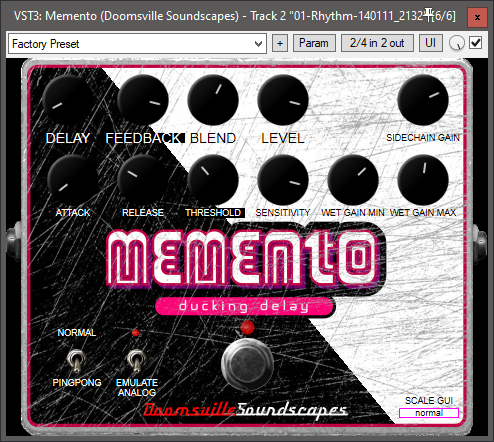 VST3: Memento (Doomsville Soundscapes) - Track 2 "01-Rhythm-140111_2132" [6/6]
x
Factory Preset
+
Param
2/4 in 2 out
UI
DELAY
FEEDBACK
BLEND
LEVEL
SIDECHAIN GAIN
ATTACK
RELEASE
THRESHOLD
SENSITIVITY
WET GAIN MIN
WET GAIN MAX
MEMENTO
ducking delay
NORMAL
PINGPONG
EMULATE
ANALOG
DoomsvilleSoundscapes
SCALE GUI
normal